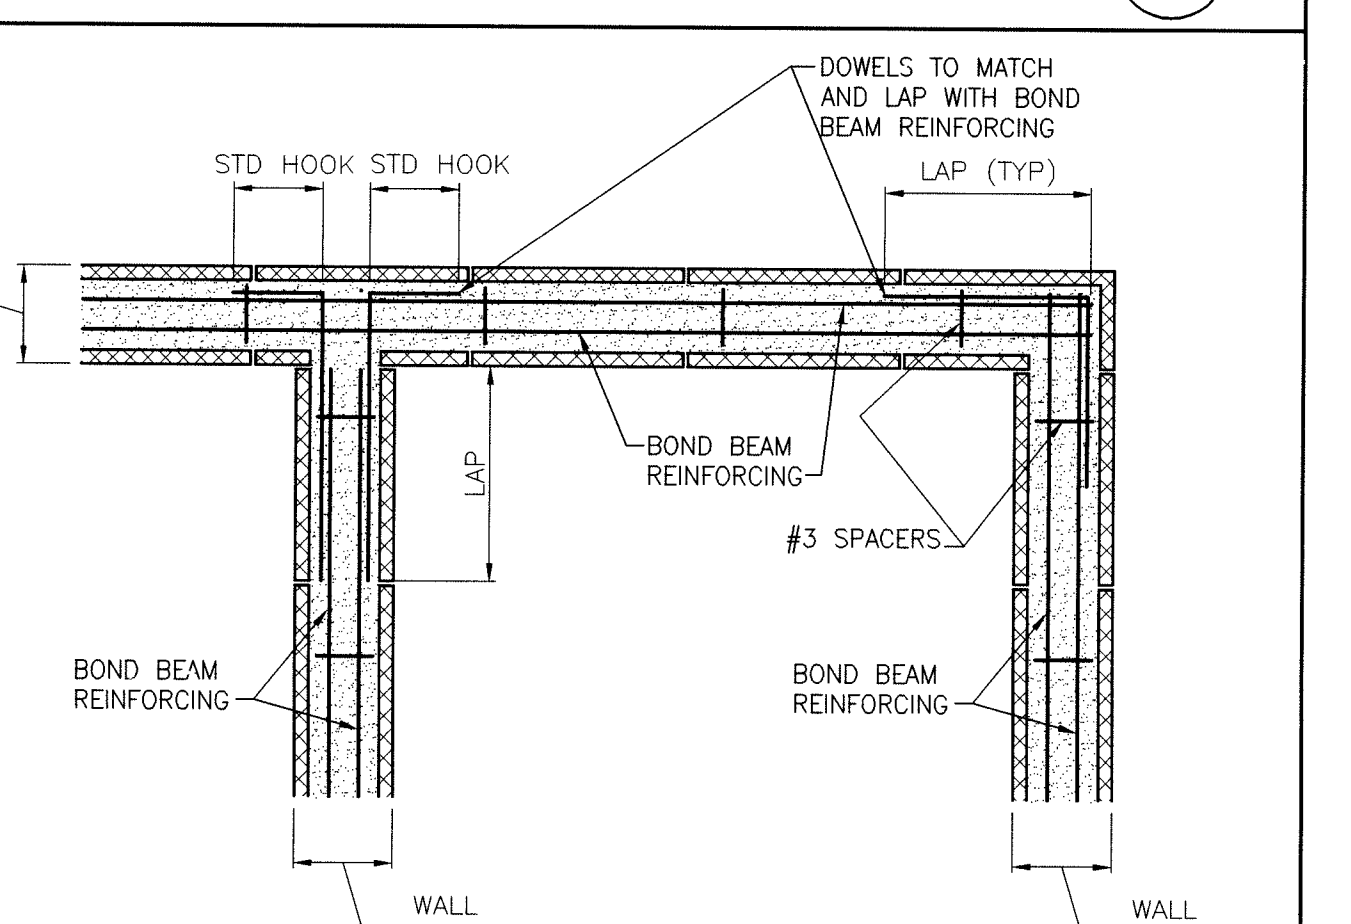 DOWELS TO MATCH
AND LAP WITH BOND
BEAM REINFORCING
STD HOOK STD HOOK
LAP (TYP)
LAP
BOND BEAM
REINFORCING
#3 SPACERS
BOND BEAM
REINFORCING
BOND BEAM
REINFORCING
WALL
WALL